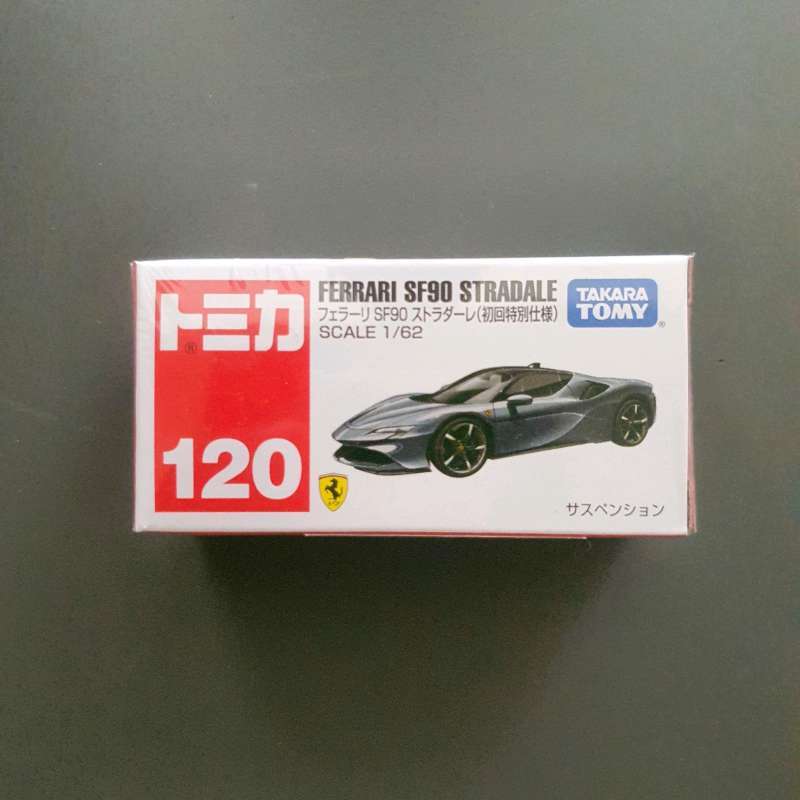 トミカ®
120
FERRARI SF90 STRADALE
フェラーリ SF90 ストラダーレ(初回特別仕様)
SCALE 1/62
TAKARA
TOMY®
サスペンション